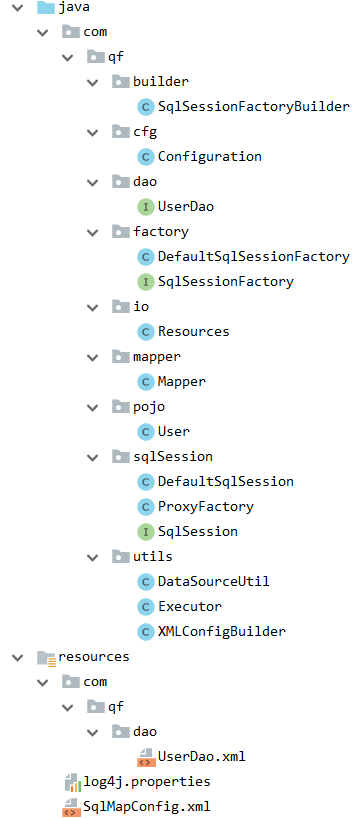 java
com
qf
builder
C SqlSessionFactoryBuilder
cfg
C Configuration
dao
I UserDao
factory
C DefaultSqlSessionFactory
I SqlSessionFactory
io
C Resources
mapper
C Mapper
pojo
C User
sqlSession
C DefaultSqlSession
C ProxyFactory
I SqlSession
utils
C DataSourceUtil
C Executor
C XMLConfigBuilder
resources
com
qf
dao
UserDao.xml
log4j.properties
SqlMapConfig.xml